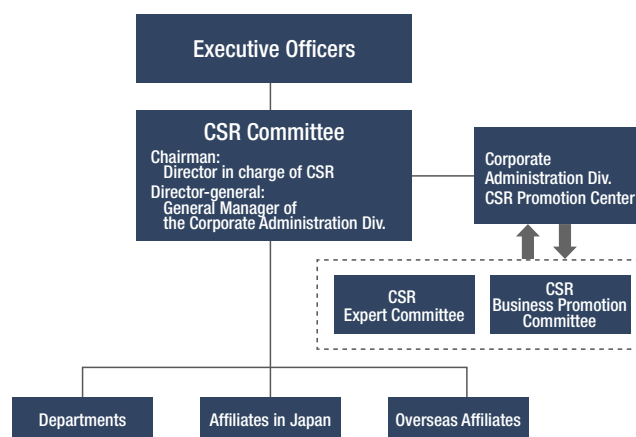 Executive Officers
CSR Committee
Chairman:
Director in charge of CSR
Director-general:
General Manager of
the Corporate Administration Div.
Corporate
Administration Div.
CSR Promotion Center
CSR
Expert Committee
CSR
Business Promotion
Committee
Departments
Affiliates in Japan
Overseas Affiliates